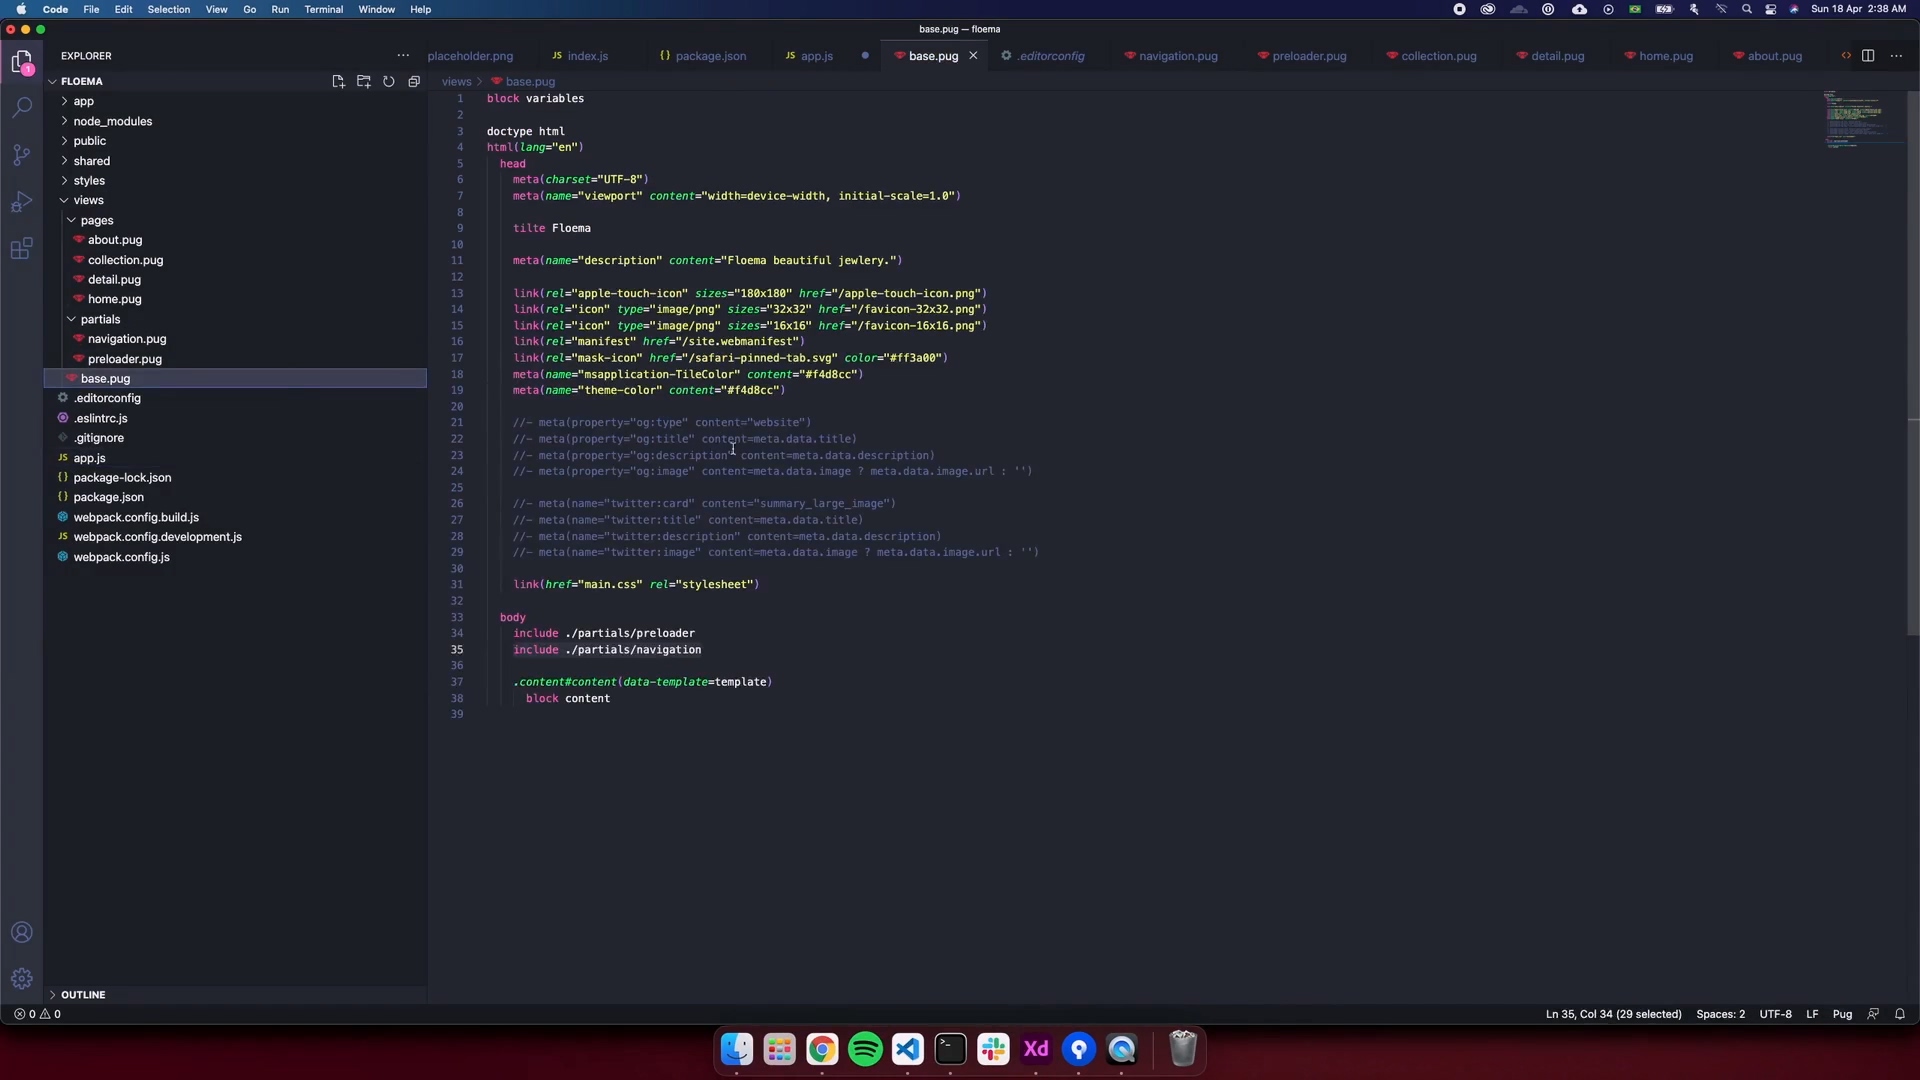 Code File Edit Selection View Go Run Terminal Window Help
Sun 18 Apr 2:38 AM
base.pug — floema
EXPLORER
placeholder.png
JS index.js
{} package.json
JS app.js
base.pug
.editorconfig
navigation.pug
preloader.pug
collection.pug
detail.pug
home.pug
about.pug
FLOEMA
app
node_modules
public
shared
styles
views
pages
about.pug
collection.pug
detail.pug
home.pug
partials
navigation.pug
preloader.pug
base.pug
.editorconfig
.eslintrc.js
.gitignore
JS app.js
{} package-lock.json
{} package.json
webpack.config.build.js
JS webpack.config.development.js
webpack.config.js
OUTLINE
1
views > base.pug
1 block variables
2
3 doctype html
4 html(lang="en")
5 head
6 meta(charset="UTF-8")
7 meta(name="viewport" content="width=device-width, initial-scale=1.0")
8
9 tilte Floema
10
11 meta(name="description" content="Floema beautiful jewlery.")
12
13 link(rel="apple-touch-icon" sizes="180x180" href="/apple-touch-icon.png")
14 link(rel="icon" type="image/png" sizes="32x32" href="/favicon-32x32.png")
15 link(rel="icon" type="image/png" sizes="16x16" href="/favicon-16x16.png")
16 link(rel="manifest" href="/site.webmanifest")
17 link(rel="mask-icon" href="/safari-pinned-tab.svg" color="#ff3a00")
18 meta(name="msapplication-TileColor" content="#f4d8cc")
19 meta(name="theme-color" content="#f4d8cc")
20
21 //- meta(property="og:type" content="website")
22 //- meta(property="og:title" content=meta.data.title)
23 //- meta(property="og:description" content=meta.data.description)
24 //- meta(property="og:image" content=meta.data.image ? meta.data.image.url : '')
25
26 //- meta(name="twitter:card" content="summary_large_image")
27 //- meta(name="twitter:title" content=meta.data.title)
28 //- meta(name="twitter:description" content=meta.data.description)
29 //- meta(name="twitter:image" content=meta.data.image ? meta.data.image.url : '')
30
31 link(href="main.css" rel="stylesheet")
32
33 body
34 include ./partials/preloader
35 include ./partials/navigation
36
37 .content#content(data-template=template)
38 block content
39
0 0
Ln 35, Col 34 (29 selected) Spaces: 2 UTF-8 LF Pug
Xd